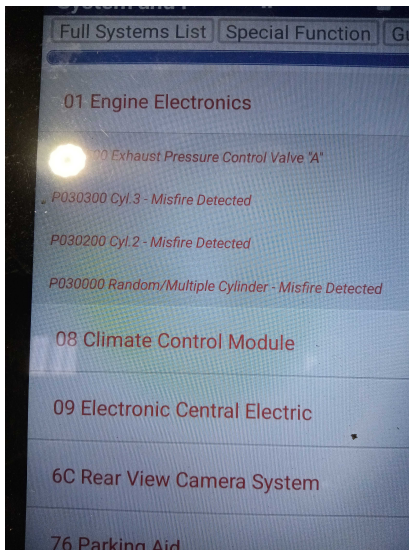 Full Systems List Special Function
01 Engine Electronics
Exhaust Pressure Control Valve "A"
P030300 Cyl.3 - Misfire Detected
P030200 Cyl.2 - Misfire Detected
P030000 Random/Multiple Cylinder - Misfire Detected
08 Climate Control Module
09 Electronic Central Electric
6C Rear View Camera System
76 Parking Aid